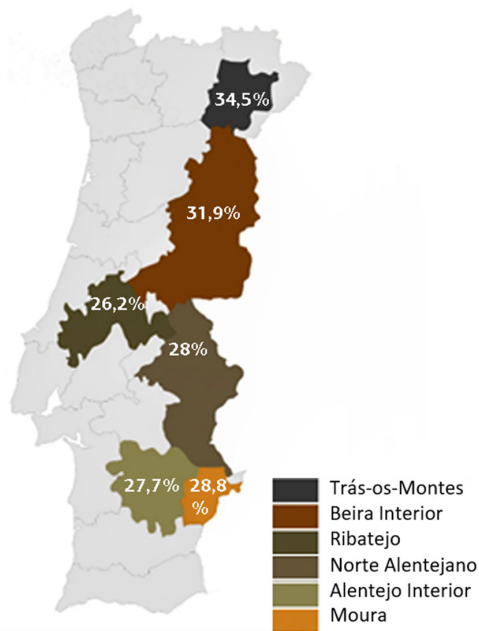 34,5%
31,9%
26,2%
28%
27,7%
28,8
%
Trás-os-Montes
Beira Interior
Ribatejo
Norte Alentejano
Alentejo Interior
Moura